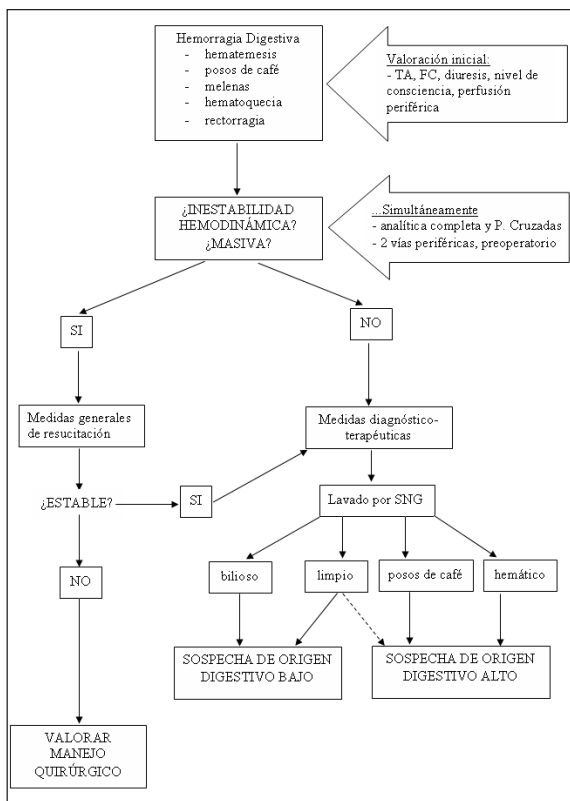 Hemorragia Digestiva
- hematemesis
- posos de café
- melenas
- hematoquecia
- rectorragia
Valoración inicial:
- TA, FC, diuresis, nivel de
consciencia, perfusión
periférica
¿INESTABILIDAD
HEMODINÁMICA?
¿MASIVA?
...Simultáneamente
- analítica completa y P. Cruzadas
- 2 vías periféricas, preoperatorio
SI
NO
Medidas generales
de resucitación
Medidas diagnóstico-
terapéuticas
¿ESTABLE?
SI
Lavado por SNG
NO
bilioso
limpio
posos de café
hemático
SOSPECHA DE ORIGEN
DIGESTIVO BAJO
SOSPECHA DE ORIGEN
DIGESTIVO ALTO
VALORAR
MANEJO
QUIRÚRGICO